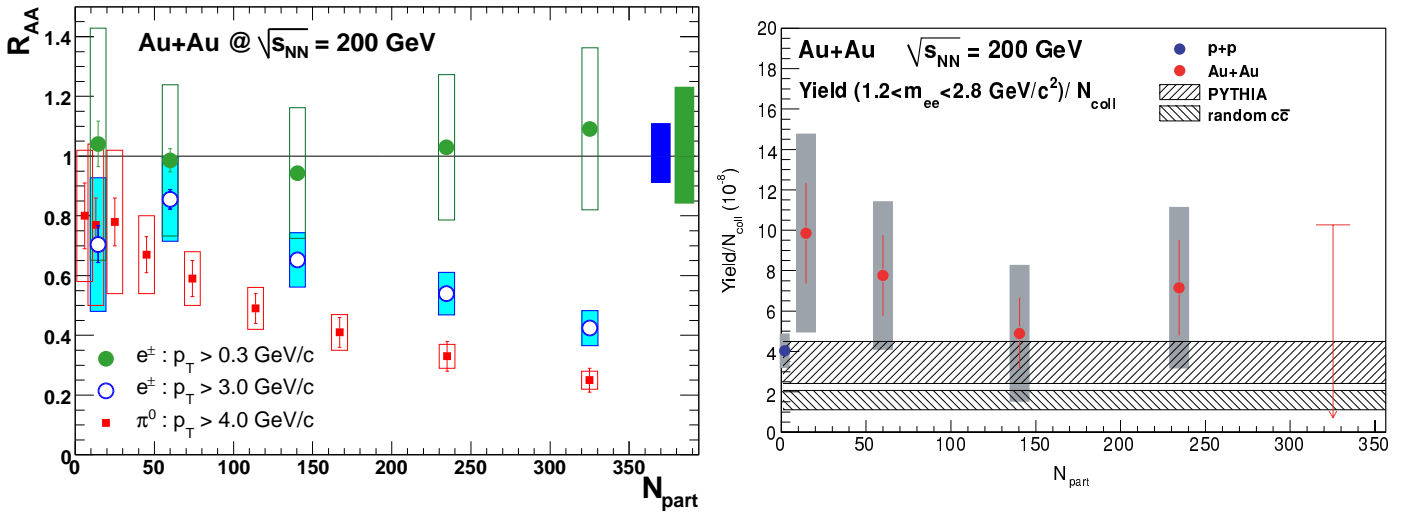 R_AA
Au+Au @ √s_NN = 200 GeV
1.4
1.2
1
0.8
0.6
0.4
0.2
0
e± : p_T > 0.3 GeV/c
e± : p_T > 3.0 GeV/c
π⁰ : p_T > 4.0 GeV/c
0 50 100 150 200 250 300 350
N_part
Yield/N_coll (10⁻⁸)
20
18
16
14
12
10
8
6
4
2
0
Au+Au √s_NN = 200 GeV
Yield (1.2<m_ee<2.8 GeV/c²)/ N_coll
p+p
Au+Au
PYTHIA
random cc̄
0 50 100 150 200 250 300 350
N_part